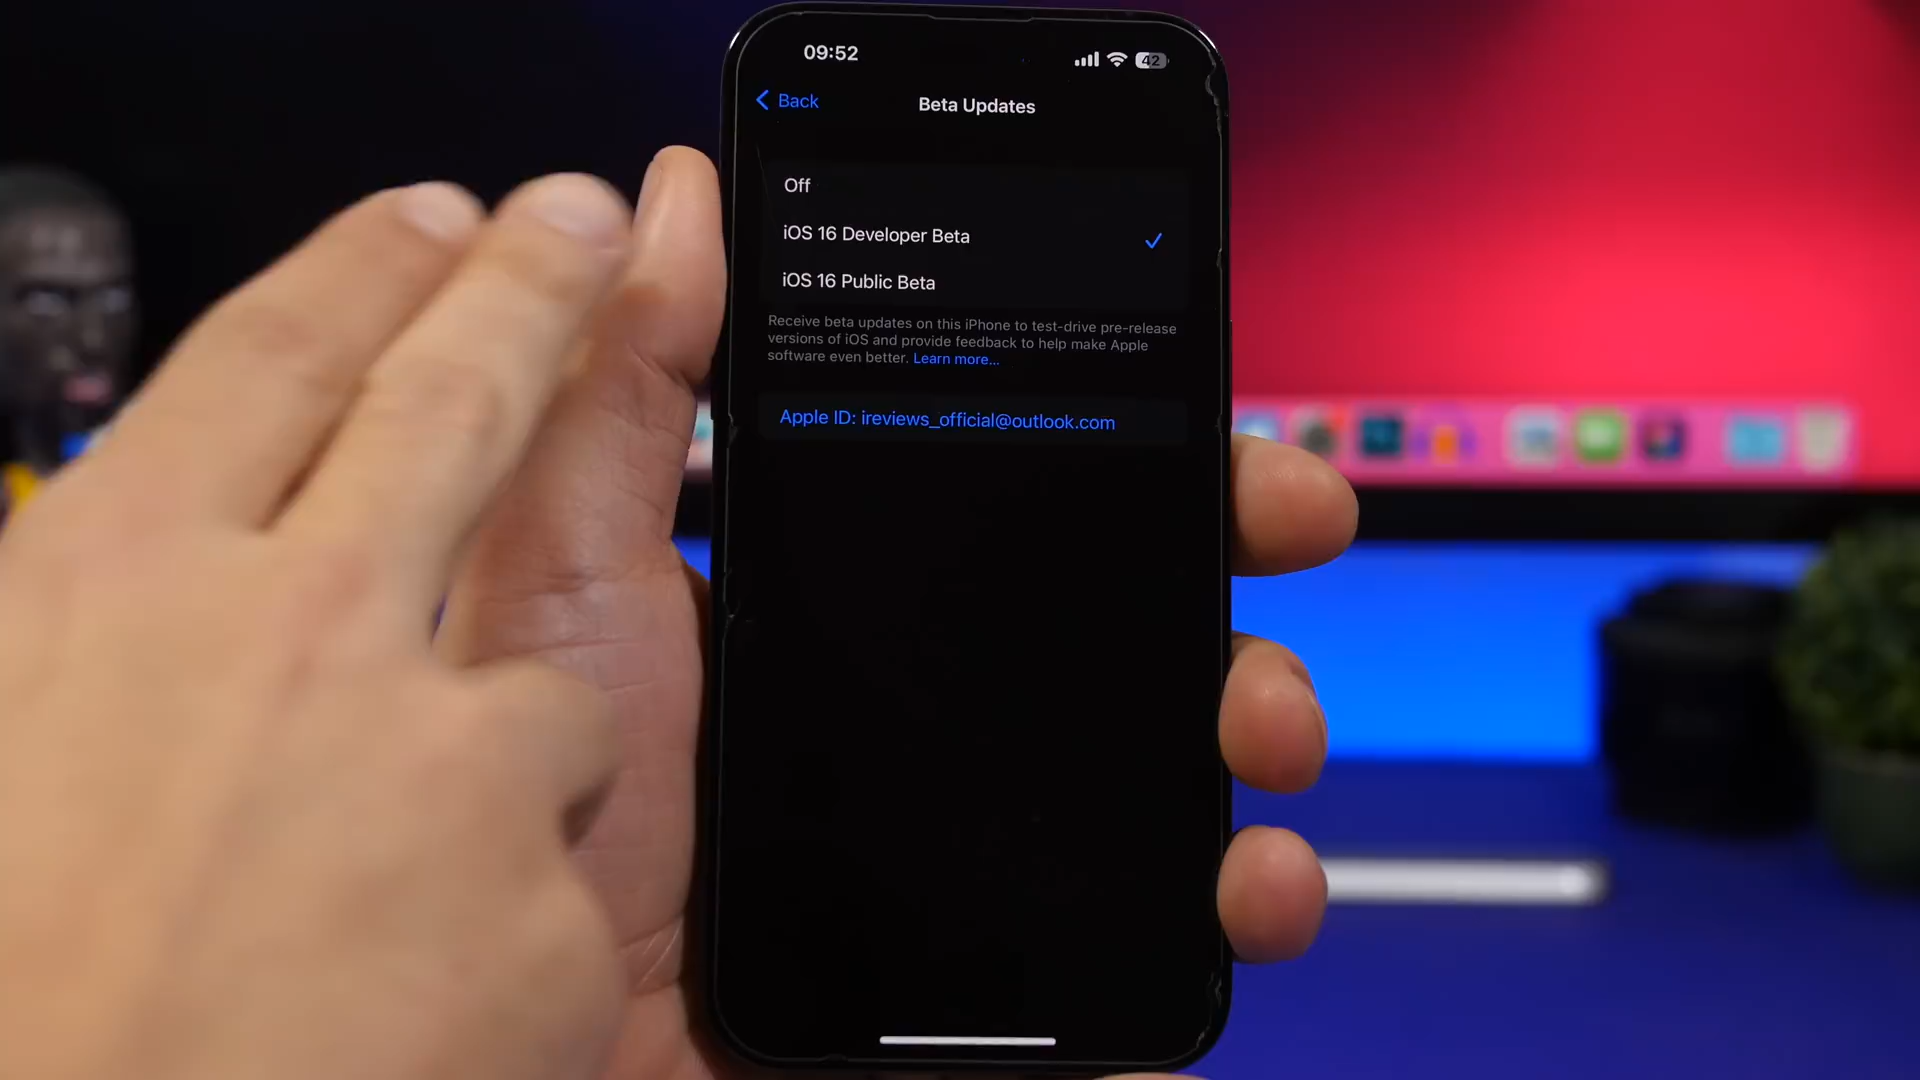 09:52
42
Back
Beta Updates
Off
iOS 16 Developer Beta
iOS 16 Public Beta
Receive beta updates on this iPhone to test-drive pre-release
versions of iOS and provide feedback to help make Apple
software even better. Learn more...
Apple ID: ireviews_official@outlook.com